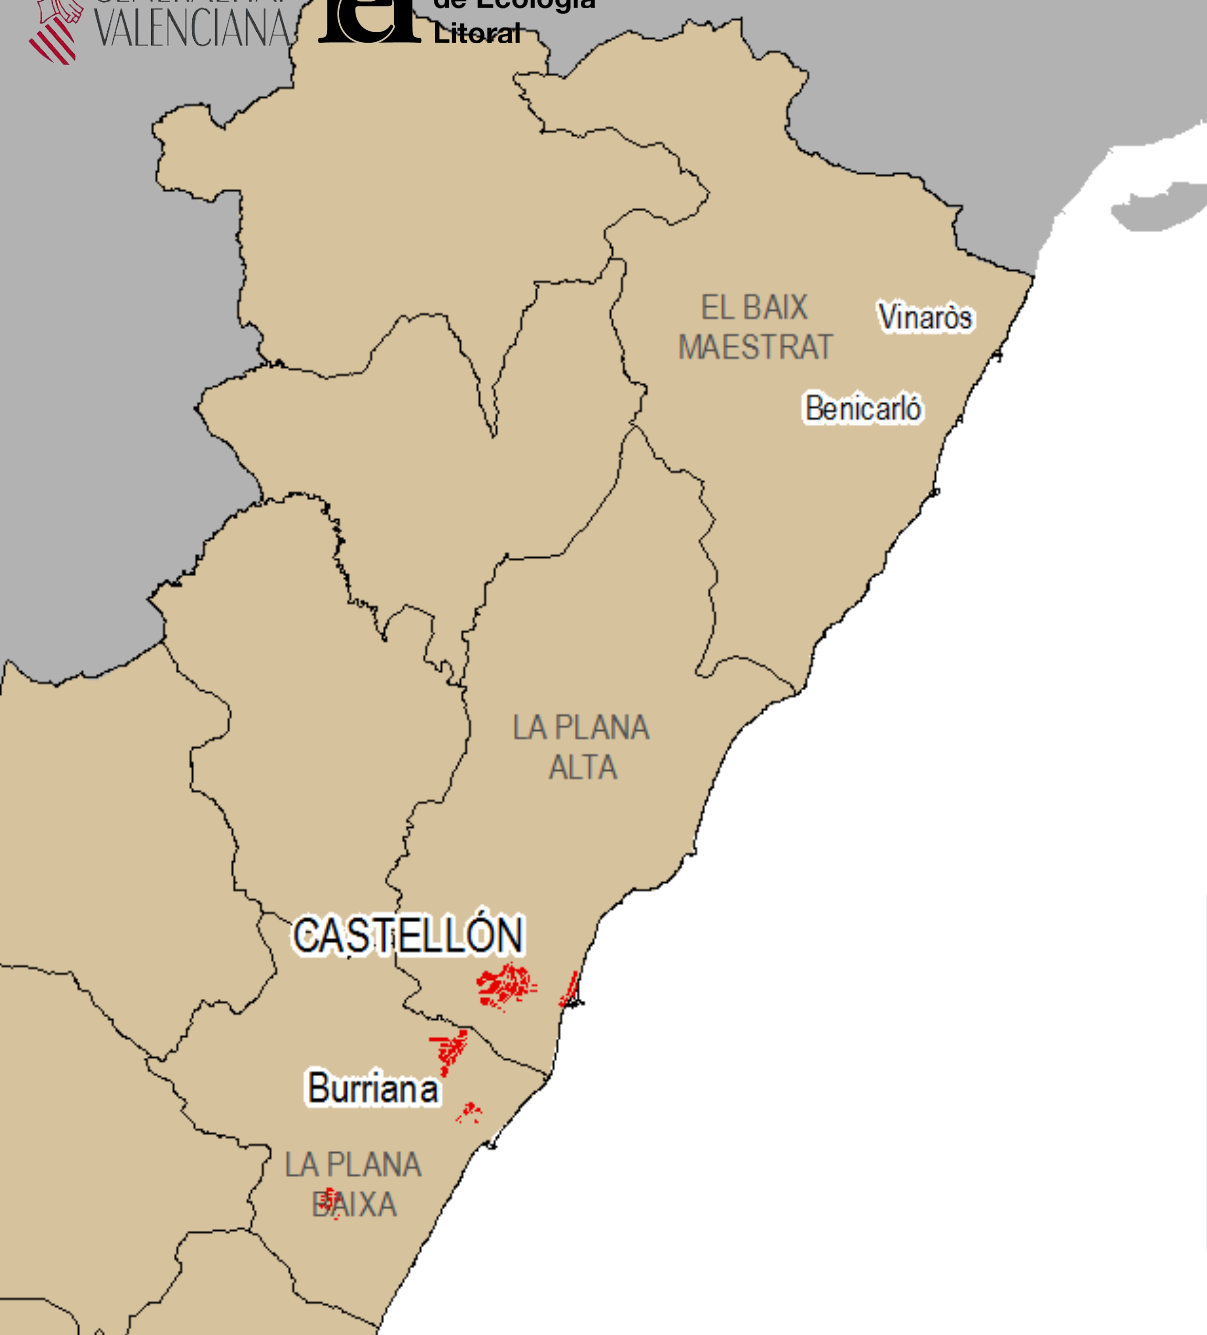 VALENCIANA
de Ecología
Litoral
EL BAIX
MAESTRAT
Vinaròs
Benicarló
LA PLANA
ALTA
CASTELLÓN
Burriana
LA PLANA
BAIXA